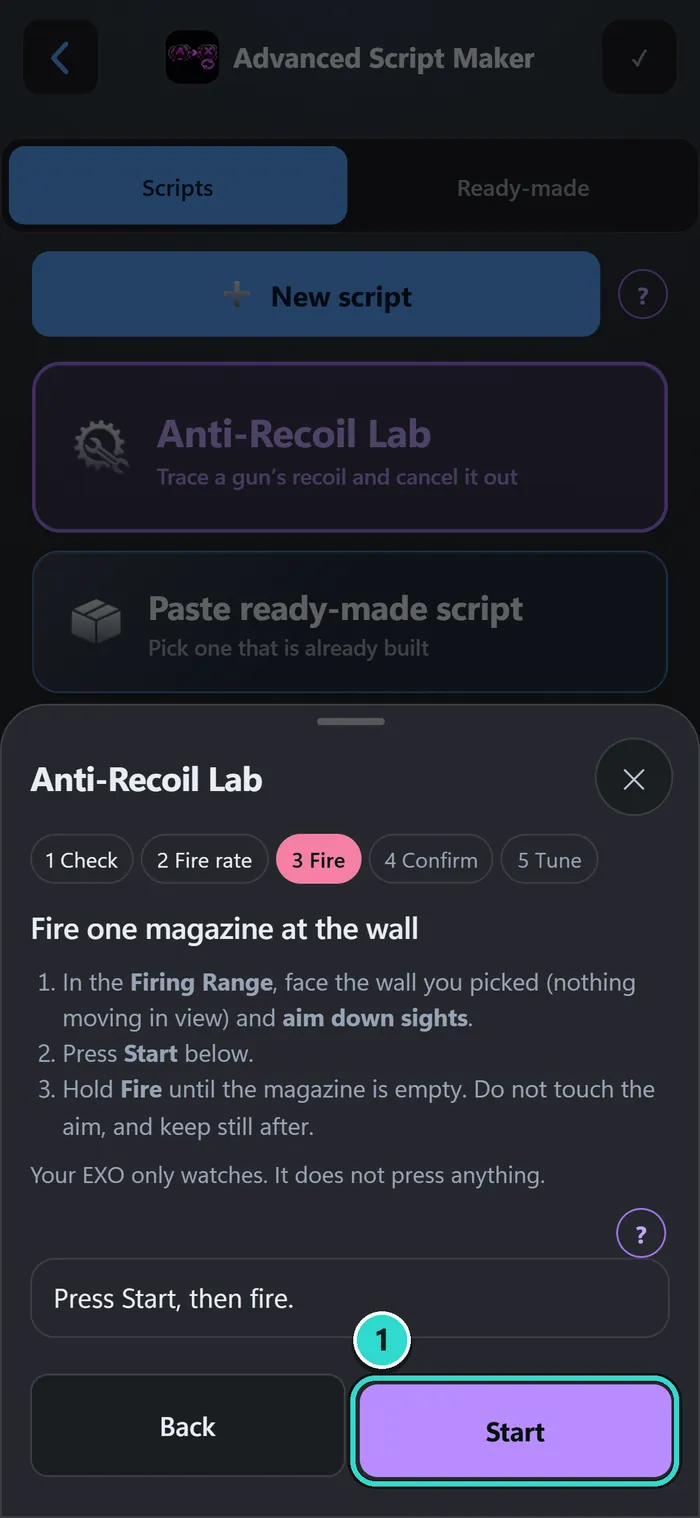 Advanced Script Maker
✓
Scripts
Ready-made
➕ New script
?
Anti-Recoil Lab
Trace a gun’s recoil and cancel it out
Paste ready-made script
Pick one that is already built
Anti-Recoil Lab
1 Check
2 Fire rate
3 Fire
4 Confirm
5 Tune
Fire one magazine at the wall
1. In the Firing Range, face the wall you picked (nothing
moving in view) and aim down sights.
2. Press Start below.
3. Hold Fire until the magazine is empty. Do not touch the
aim, and keep still after.
Your EXO only watches. It does not press anything.
?
Press Start, then fire.
1
Back
Start